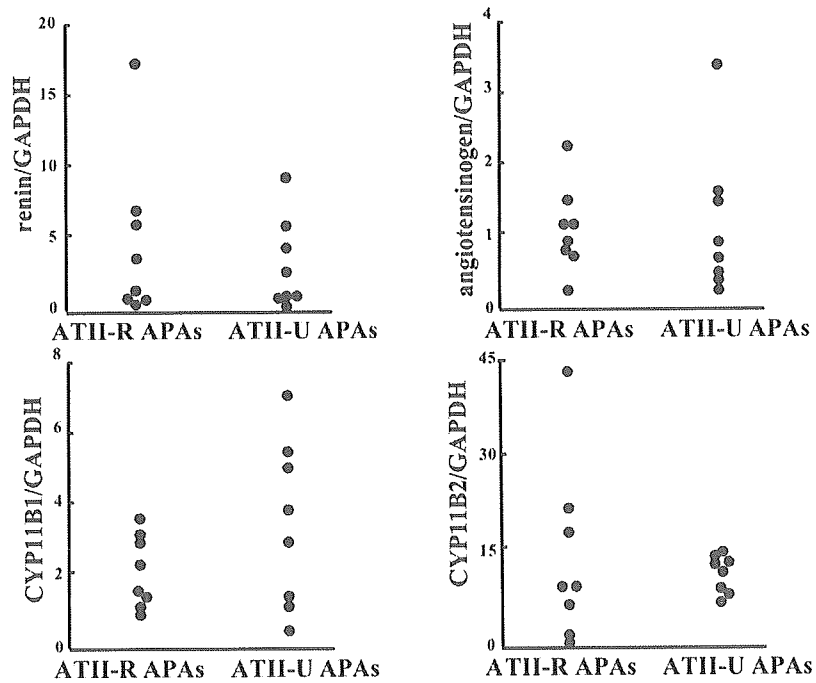 renin/GAPDH
20
15
10
5
0
ATII-R APAs ATII-U APAs
angiotensinogen/GAPDH
4
3
2
1
0
ATII-R APAs ATII-U APAs
CYP11B1/GAPDH
8
6
4
2
0
ATII-R APAs ATII-U APAs
CYP11B2/GAPDH
45
30
15
0
ATII-R APAs ATII-U APAs